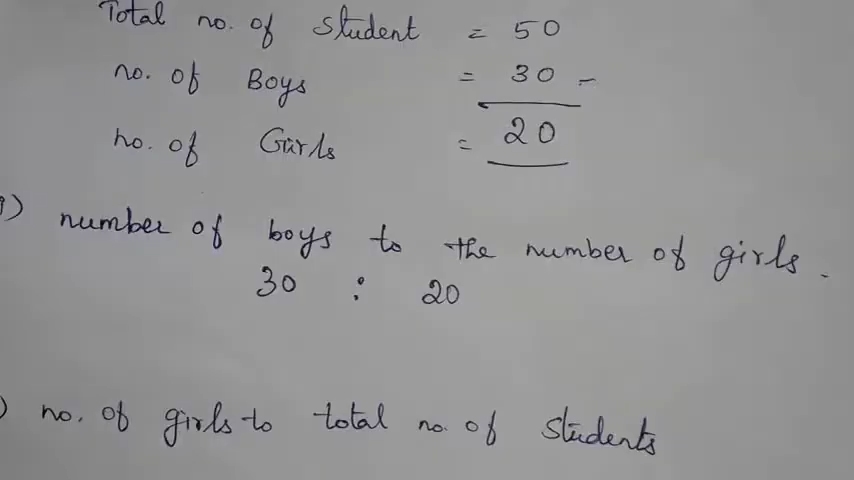 Total no. of Student = 50
no. of Boys = 30 -
no. of Girls = 20
number of boys to the number of girls.
30 : 20
) no. of girls to total no. of students